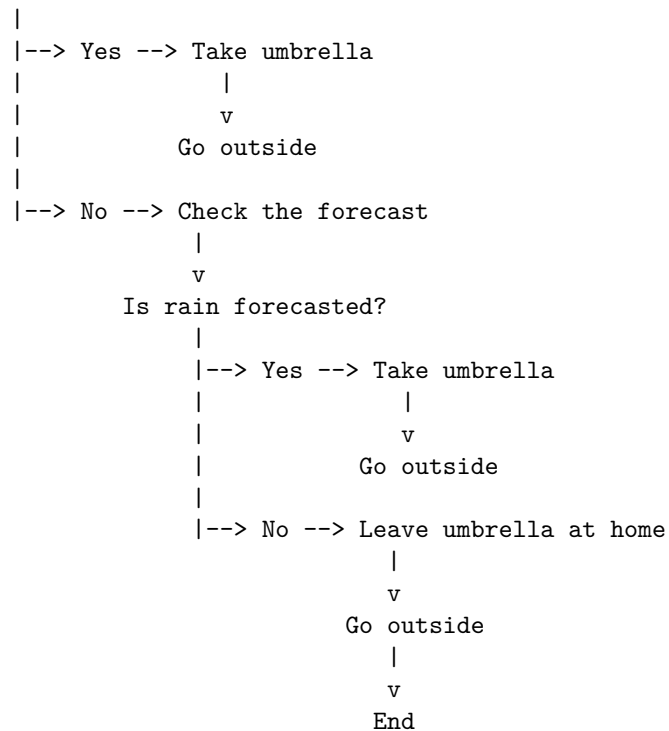 |
|--> Yes --> Take umbrella
|              |
|              v
|           Go outside
|
|--> No --> Check the forecast
             |
             v
        Is rain forecasted?
             |
             |--> Yes --> Take umbrella
             |              |
             |              v
             |           Go outside
             |
             |--> No --> Leave umbrella at home
                           |
                           v
                        Go outside
                           |
                           v
                          End